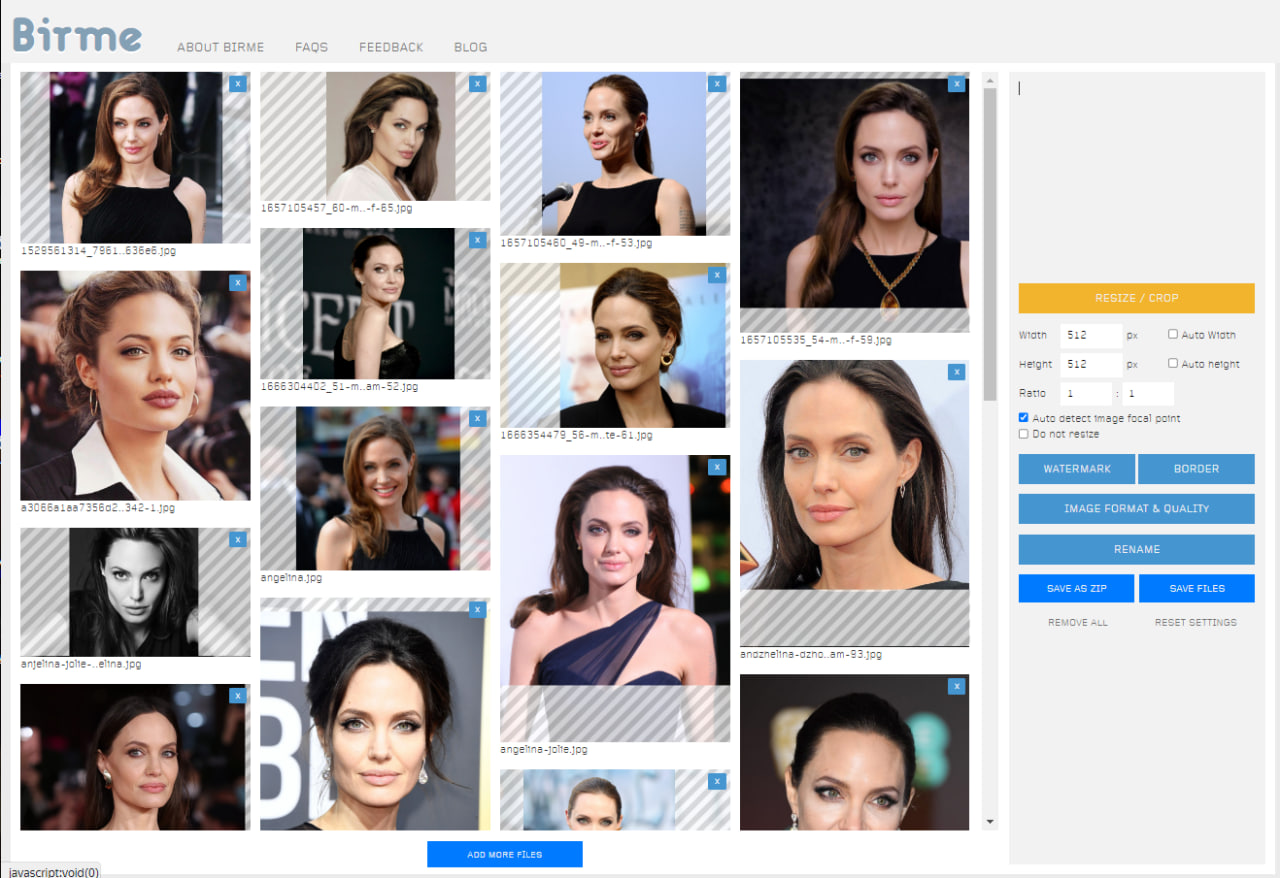 Birme
ABOUT BIRME
FAQS
FEEDBACK
BLOG
x
1529561314_7961..636e6.jpg
x
a3066a1aa7356d2..342-1.jpg
x
anjelina-jolie-..elina.jpg
x
x
1657105457_60-m..-f-65.jpg
x
1666304402_51-m..am-52.jpg
x
angelina.jpg
x
x
1657105460_49-m..-f-53.jpg
x
1666354479_56-m..te-61.jpg
x
angelina-jolie.jpg
x
x
1657105535_54-m..-f-59.jpg
x
andzhelina-dzho..am-93.jpg
x
ADD MORE FILES
RESIZE / CROP
Width 512 px Auto Width
Height 512 px Auto height
Ratio 1 : 1
Auto detect image focal point
Do not resize
WATERMARK
BORDER
IMAGE FORMAT & QUALITY
RENAME
SAVE AS ZIP
SAVE FILES
REMOVE ALL
RESET SETTINGS
javascript:void(0)